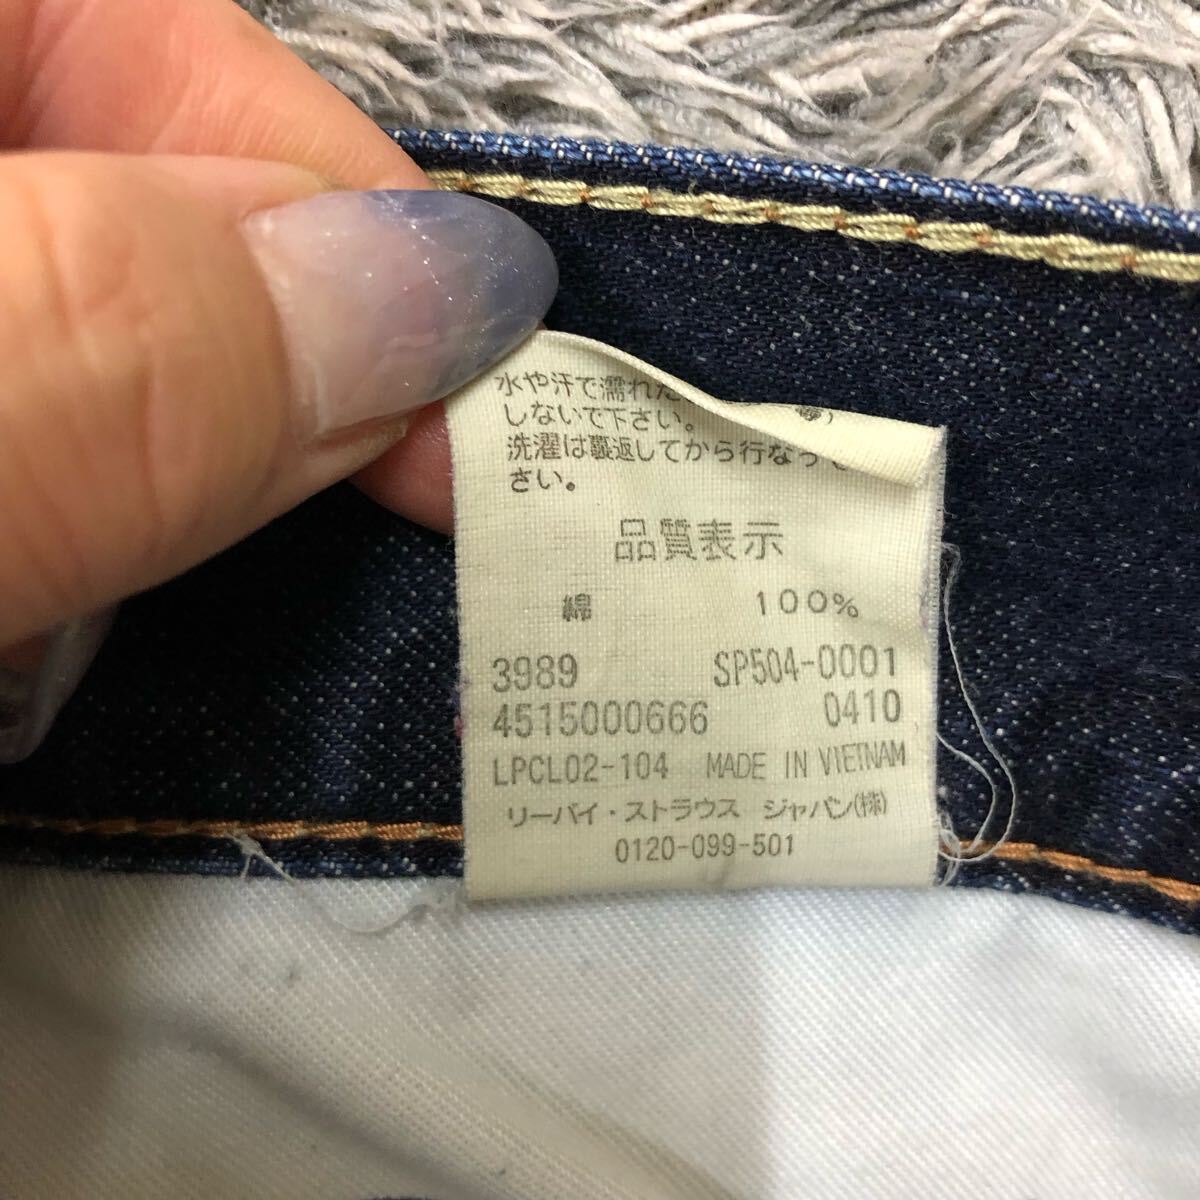 水や汗で濡れた
しないで下さい。
洗濯は裏返してから行なって
さい。
品質表示
綿 100%
3989 SP504-0001
4515000666 0410
LPCL02-104 MADE IN VIETNAM
リーバイ・ストラウス ジャパン(株)
0120-099-501